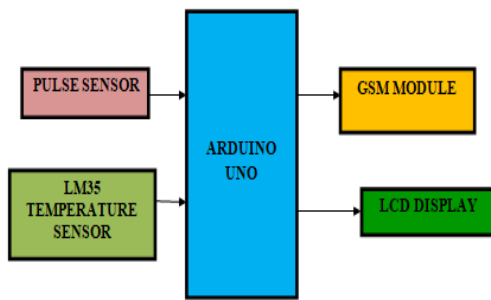 PULSE SENSOR
LM35
TEMPERATURE
SENSOR
ARDUINO
UNO
GSM MODULE
LCD DISPLAY